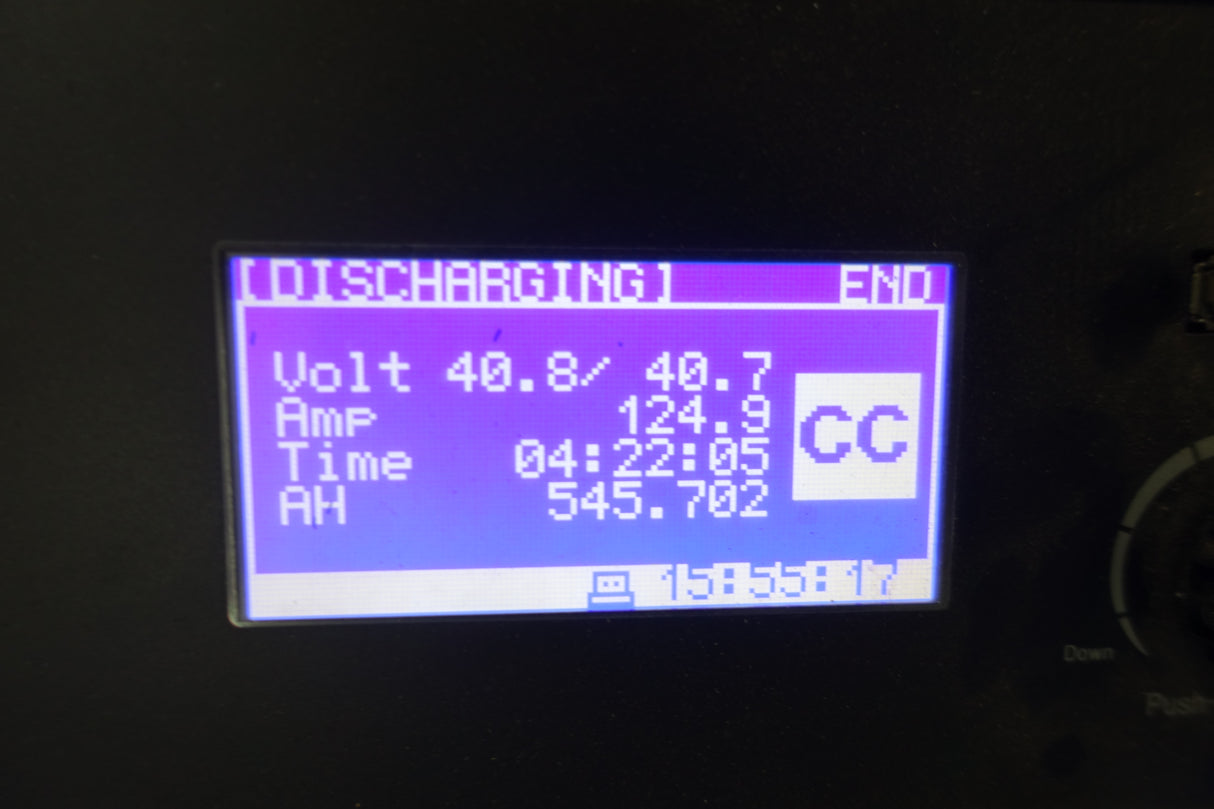 [DISCHARGING] END
Volt 40.8/ 40.7
Amp 124.9
Time 04:22:05
AH 545.702
CC
15:55:17
Down
Push